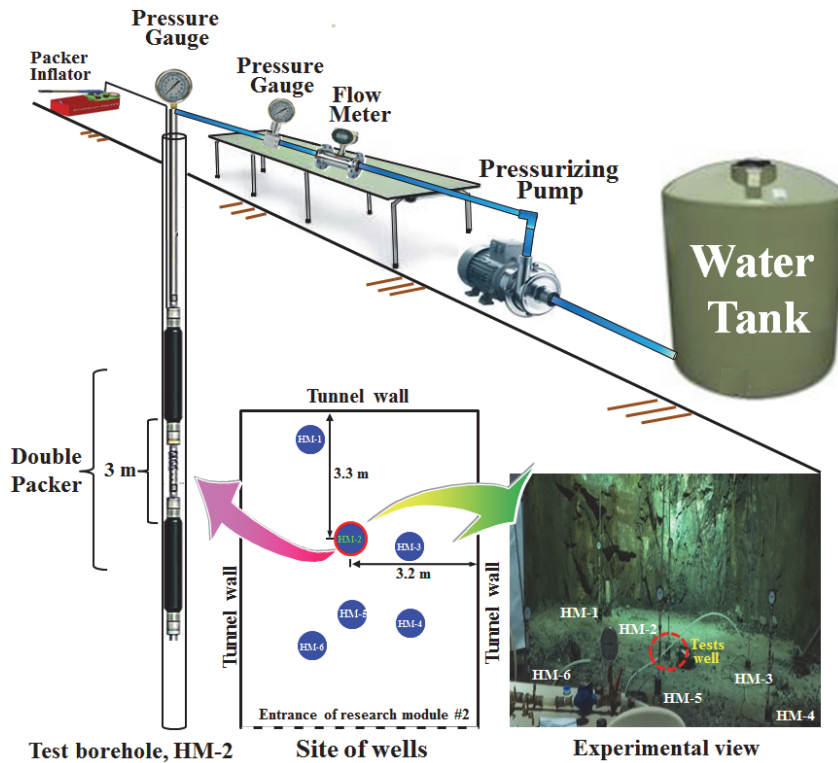 Pressure
Gauge
Packer
Inflator
Pressure
Gauge
Flow
Meter
Pressurizing
Pump
Water
Tank
Double
Packer
3 m
Tunnel wall
HM-1
3.3 m
HM-2
HM-3
3.2 m
Tunnel wall
Tunnel wall
HM-5
HM-4
HM-6
Entrance of research module #2
HM-1
HM-2
Tests
well
HM-3
HM-6
HM-5
HM-4
Test borehole, HM-2
Site of wells
Experimental view